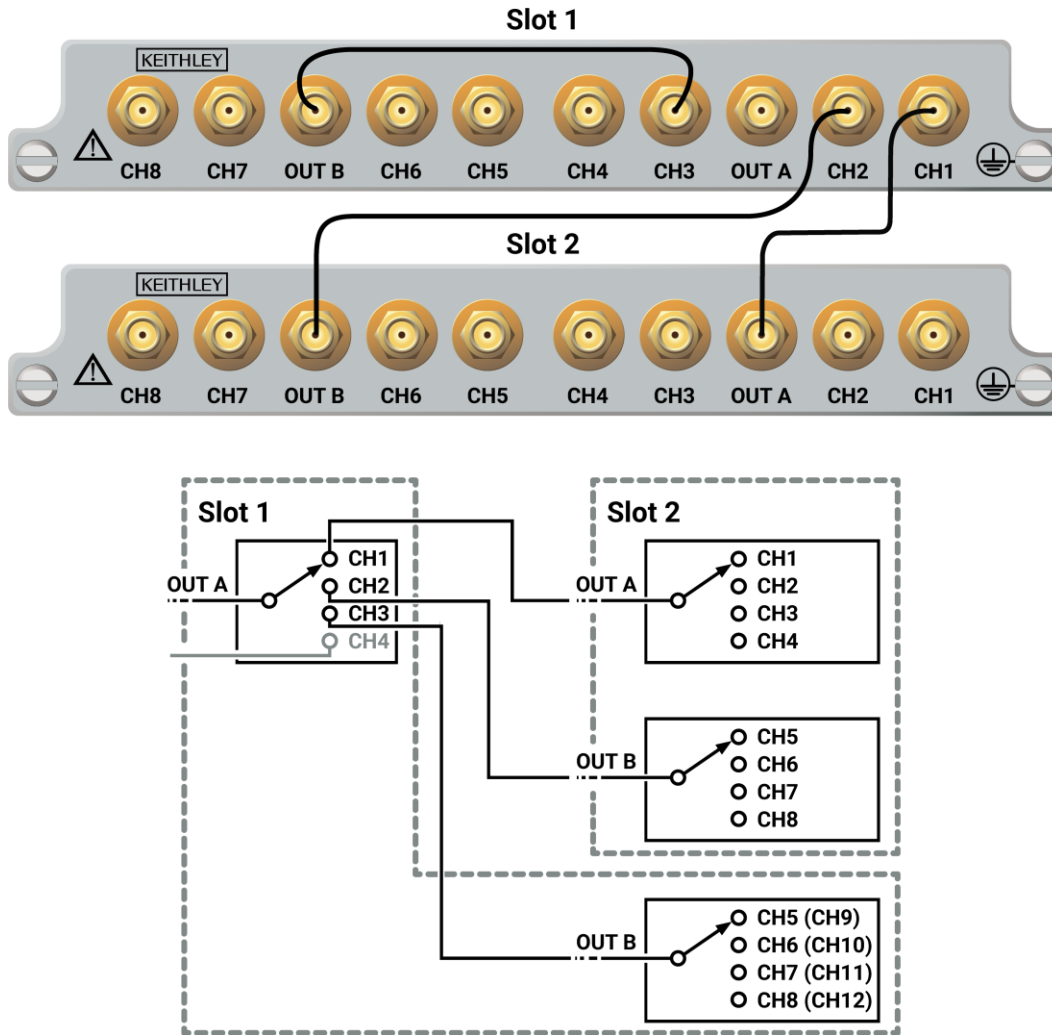 Slot 1
KEITHLEY
CH8 CH7 OUT B CH6 CH5 CH4 CH3 OUT A CH2 CH1
Slot 2
KEITHLEY
CH8 CH7 OUT B CH6 CH5 CH4 CH3 OUT A CH2 CH1
Slot 1
OUT A
CH1
CH2
CH3
CH4
Slot 2
OUT A
CH1
CH2
CH3
CH4
OUT B
CH5
CH6
CH7
CH8
OUT B
CH5 (CH9)
CH6 (CH10)
CH7 (CH11)
CH8 (CH12)